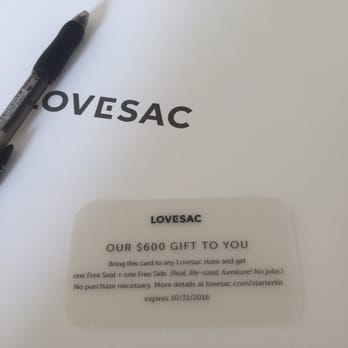 LOVESAC
LOVESAC
OUR $600 GIFT TO YOU
Bring this card to any Lovesac store and get
one Free Seat + one Free Side. (Real, life-sized, furniture! No joke.)
No purchase necessary. More details at lovesac.com/starterkit
expires 10/31/2016